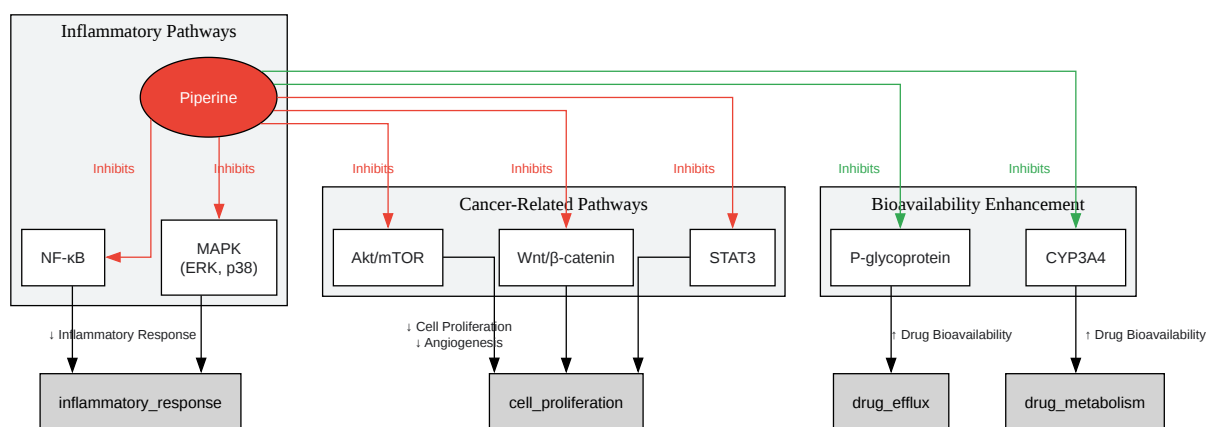 Inflammatory Pathways
Piperine
Inhibits
Inhibits
Inhibits
Inhibits
Inhibits
Inhibits
Inhibits
Cancer-Related Pathways
Bioavailability Enhancement
NF-κB
MAPK
(ERK, p38)
Akt/mTOR
Wnt/β-catenin
STAT3
P-glycoprotein
CYP3A4
↓ Inflammatory Response
↓ Cell Proliferation
↓ Angiogenesis
↑ Drug Bioavailability
↑ Drug Bioavailability
inflammatory_response
cell_proliferation
drug_efflux
drug_metabolism